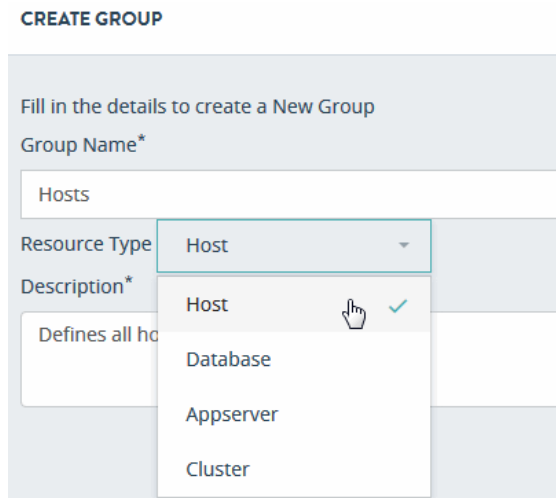 CREATE GROUP
Fill in the details to create a New Group
Group Name*
Hosts
Resource Type Host
Description*
Host
Defines all
Database
Appserver
Cluster